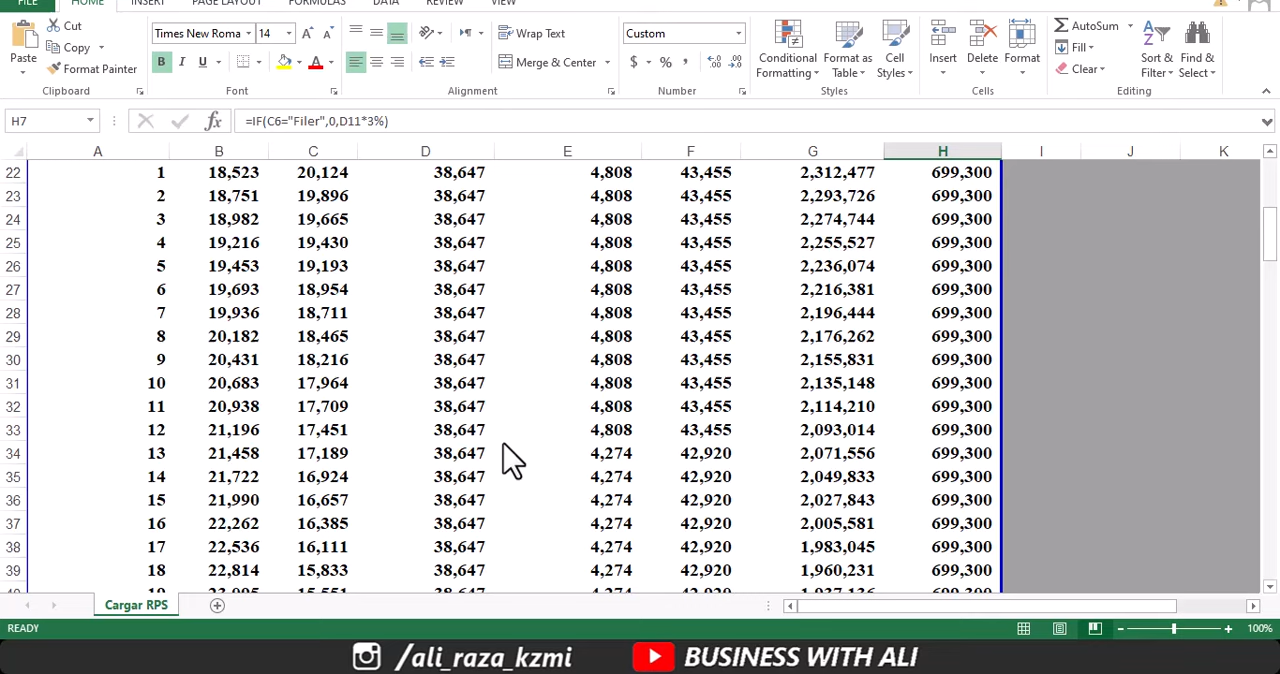 FILE HOME INSERT PAGE LAYOUT FORMULAS DATA REVIEW VIEW
Cut
Copy
Format Painter
Paste
Clipboard
Times New Roma 14
B I U
Font
Wrap Text
Merge & Center
Alignment
Custom
$ % ,
Number
Conditional Formatting
Format as Table
Cell Styles
Styles
Insert Delete Format
Cells
AutoSum
Fill
Clear
Sort & Filter
Find & Select
Editing
H7 fx =IF(C6="Filer",0,D11*3%)
A B C D E F G H I J K
22 1 18,523 20,124 38,647 4,808 43,455 2,312,477 699,300
23 2 18,751 19,896 38,647 4,808 43,455 2,293,726 699,300
24 3 18,982 19,665 38,647 4,808 43,455 2,274,744 699,300
25 4 19,216 19,430 38,647 4,808 43,455 2,255,527 699,300
26 5 19,453 19,193 38,647 4,808 43,455 2,236,074 699,300
27 6 19,693 18,954 38,647 4,808 43,455 2,216,381 699,300
28 7 19,936 18,711 38,647 4,808 43,455 2,196,444 699,300
29 8 20,182 18,465 38,647 4,808 43,455 2,176,262 699,300
30 9 20,431 18,216 38,647 4,808 43,455 2,155,831 699,300
31 10 20,683 17,964 38,647 4,808 43,455 2,135,148 699,300
32 11 20,938 17,709 38,647 4,808 43,455 2,114,210 699,300
33 12 21,196 17,451 38,647 4,808 43,455 2,093,014 699,300
34 13 21,458 17,189 38,647 4,274 42,920 2,071,556 699,300
35 14 21,722 16,924 38,647 4,274 42,920 2,049,833 699,300
36 15 21,990 16,657 38,647 4,274 42,920 2,027,843 699,300
37 16 22,262 16,385 38,647 4,274 42,920 2,005,581 699,300
38 17 22,536 16,111 38,647 4,274 42,920 1,983,045 699,300
39 18 22,814 15,833 38,647 4,274 42,920 1,960,231 699,300
Cargar RPS
READY 100%
/ali_raza_kzmi BUSINESS WITH ALI